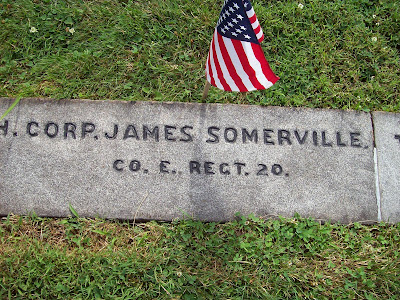 H. CORP. JAMES SOMERVILLE. T
CO. E. REGT. 20.